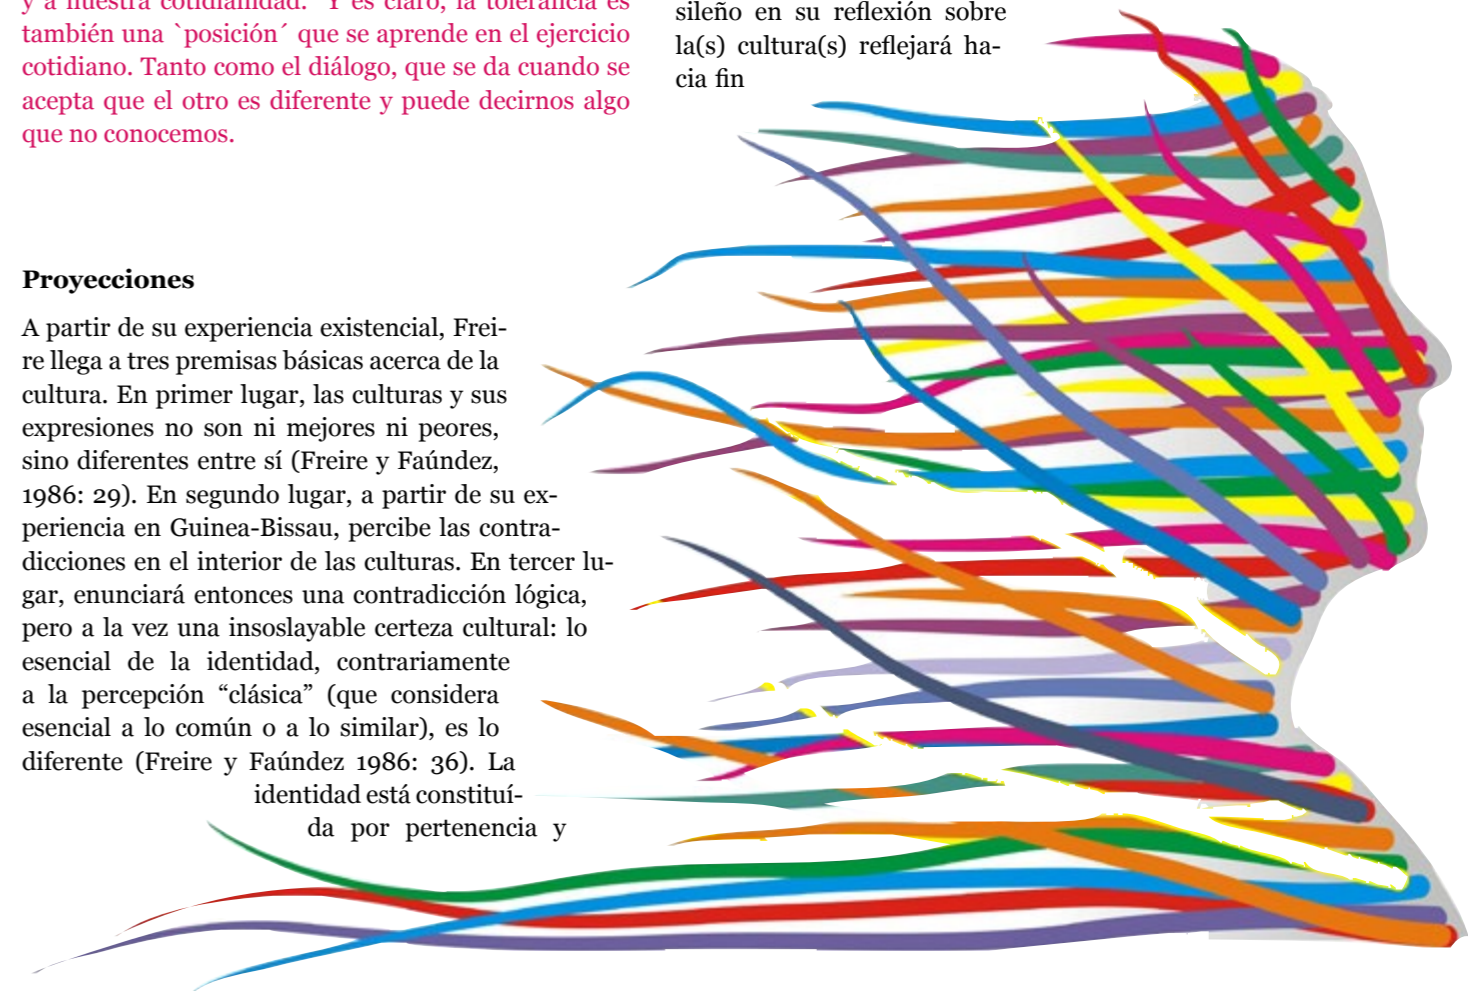 y a nuestra cotidianidad.” Y es claro, la tolerancia es
también una `posición´ que se aprende en el ejercicio
cotidiano. Tanto como el diálogo, que se da cuando se
acepta que el otro es diferente y puede decirnos algo
que no conocemos.
Proyecciones
A partir de su experiencia existencial, Frei-
re llega a tres premisas básicas acerca de la
cultura. En primer lugar, las culturas y sus
expresiones no son ni mejores ni peores,
sino diferentes entre sí (Freire y Faúndez,
1986: 29). En segundo lugar, a partir de su ex-
periencia en Guinea-Bissau, percibe las contra-
dicciones en el interior de las culturas. En tercer lu-
gar, enunciará entonces una contradicción lógica,
pero a la vez una insoslayable certeza cultural: lo
esencial de la identidad, contrariamente
a la percepción “clásica” (que considera
esencial a lo común o a lo similar), es lo
diferente (Freire y Faúndez 1986: 36). La
identidad está constituí-
da por pertenencia y
sileño en su reflexión sobre
la(s) cultura(s) reflejará ha-
cia fin